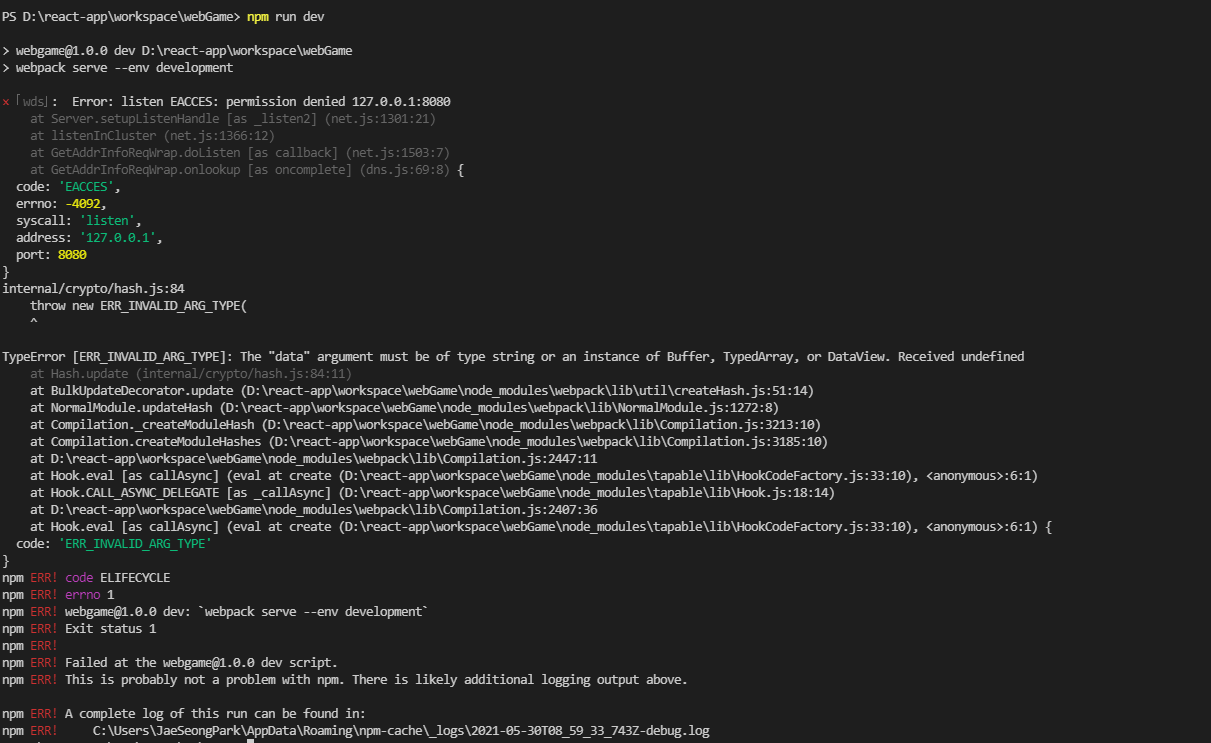 PS D:\react-app\workspace\webGame> npm run dev
> webgame@1.0.0 dev D:\react-app\workspace\webGame
> webpack serve --env development
× ｢wds｣:  Error: listen EACCES: permission denied 127.0.0.1:8080
    at Server.setupListenHandle [as _listen2] (net.js:1301:21)
    at listenInCluster (net.js:1366:12)
    at GetAddrInfoReqWrap.doListen [as callback] (net.js:1503:7)
    at GetAddrInfoReqWrap.onlookup [as oncomplete] (dns.js:69:8) {
  code: 'EACCES',
  errno: -4092,
  syscall: 'listen',
  address: '127.0.0.1',
  port: 8080
}
internal/crypto/hash.js:84
    throw new ERR_INVALID_ARG_TYPE(
    ^
TypeError [ERR_INVALID_ARG_TYPE]: The "data" argument must be of type string or an instance of Buffer, TypedArray, or DataView. Received undefined
    at Hash.update (internal/crypto/hash.js:84:11)
    at BulkUpdateDecorator.update (D:\react-app\workspace\webGame\node_modules\webpack\lib\util\createHash.js:51:14)
    at NormalModule.updateHash (D:\react-app\workspace\webGame\node_modules\webpack\lib\NormalModule.js:1272:8)
    at Compilation._createModuleHash (D:\react-app\workspace\webGame\node_modules\webpack\lib\Compilation.js:3213:10)
    at Compilation.createModuleHashes (D:\react-app\workspace\webGame\node_modules\webpack\lib\Compilation.js:3185:10)
    at D:\react-app\workspace\webGame\node_modules\webpack\lib\Compilation.js:2447:11
    at Hook.eval [as callAsync] (eval at create (D:\react-app\workspace\webGame\node_modules\tapable\lib\HookCodeFactory.js:33:10), <anonymous>:6:1)
    at Hook.CALL_ASYNC_DELEGATE [as _callAsync] (D:\react-app\workspace\webGame\node_modules\tapable\lib\Hook.js:18:14)
    at D:\react-app\workspace\webGame\node_modules\webpack\lib\Compilation.js:2407:36
    at Hook.eval [as callAsync] (eval at create (D:\react-app\workspace\webGame\node_modules\tapable\lib\HookCodeFactory.js:33:10), <anonymous>:6:1) {
  code: 'ERR_INVALID_ARG_TYPE'
}
npm ERR! code ELIFECYCLE
npm ERR! errno 1
npm ERR! webgame@1.0.0 dev: `webpack serve --env development`
npm ERR! Exit status 1
npm ERR!
npm ERR! Failed at the webgame@1.0.0 dev script.
npm ERR! This is probably not a problem with npm. There is likely additional logging output above.
npm ERR! A complete log of this run can be found in:
npm ERR!     C:\Users\JaeSeongPark\AppData\Roaming\npm-cache\_logs\2021-05-30T08_59_33_743Z-debug.log